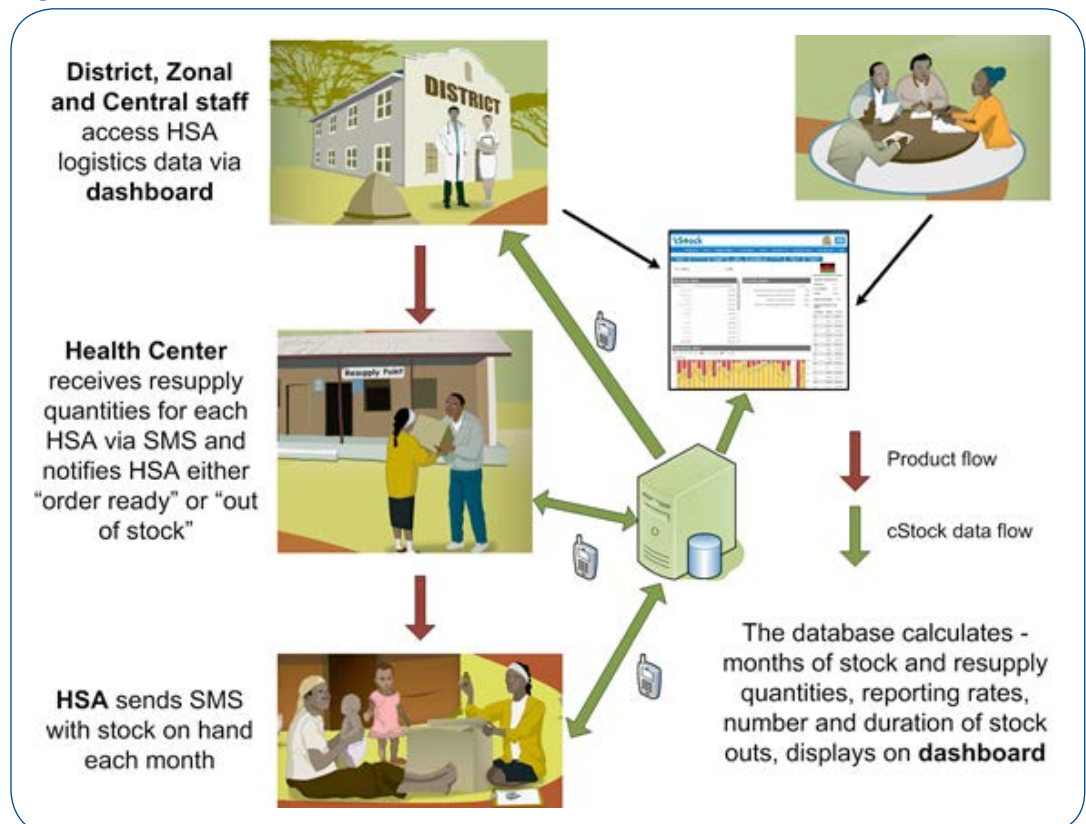 District, Zonal
and Central staff
access HSA
logistics data via
dashboard
DISTRICT
cStock
Health Center
receives resupply
quantities for each
HSA via SMS and
notifies HSA either
“order ready” or “out
of stock”
Resupply Point
Product flow
cStock data flow
HSA sends SMS
with stock on hand
each month
The database calculates -
months of stock and resupply
quantities, reporting rates,
number and duration of stock
outs, displays on dashboard